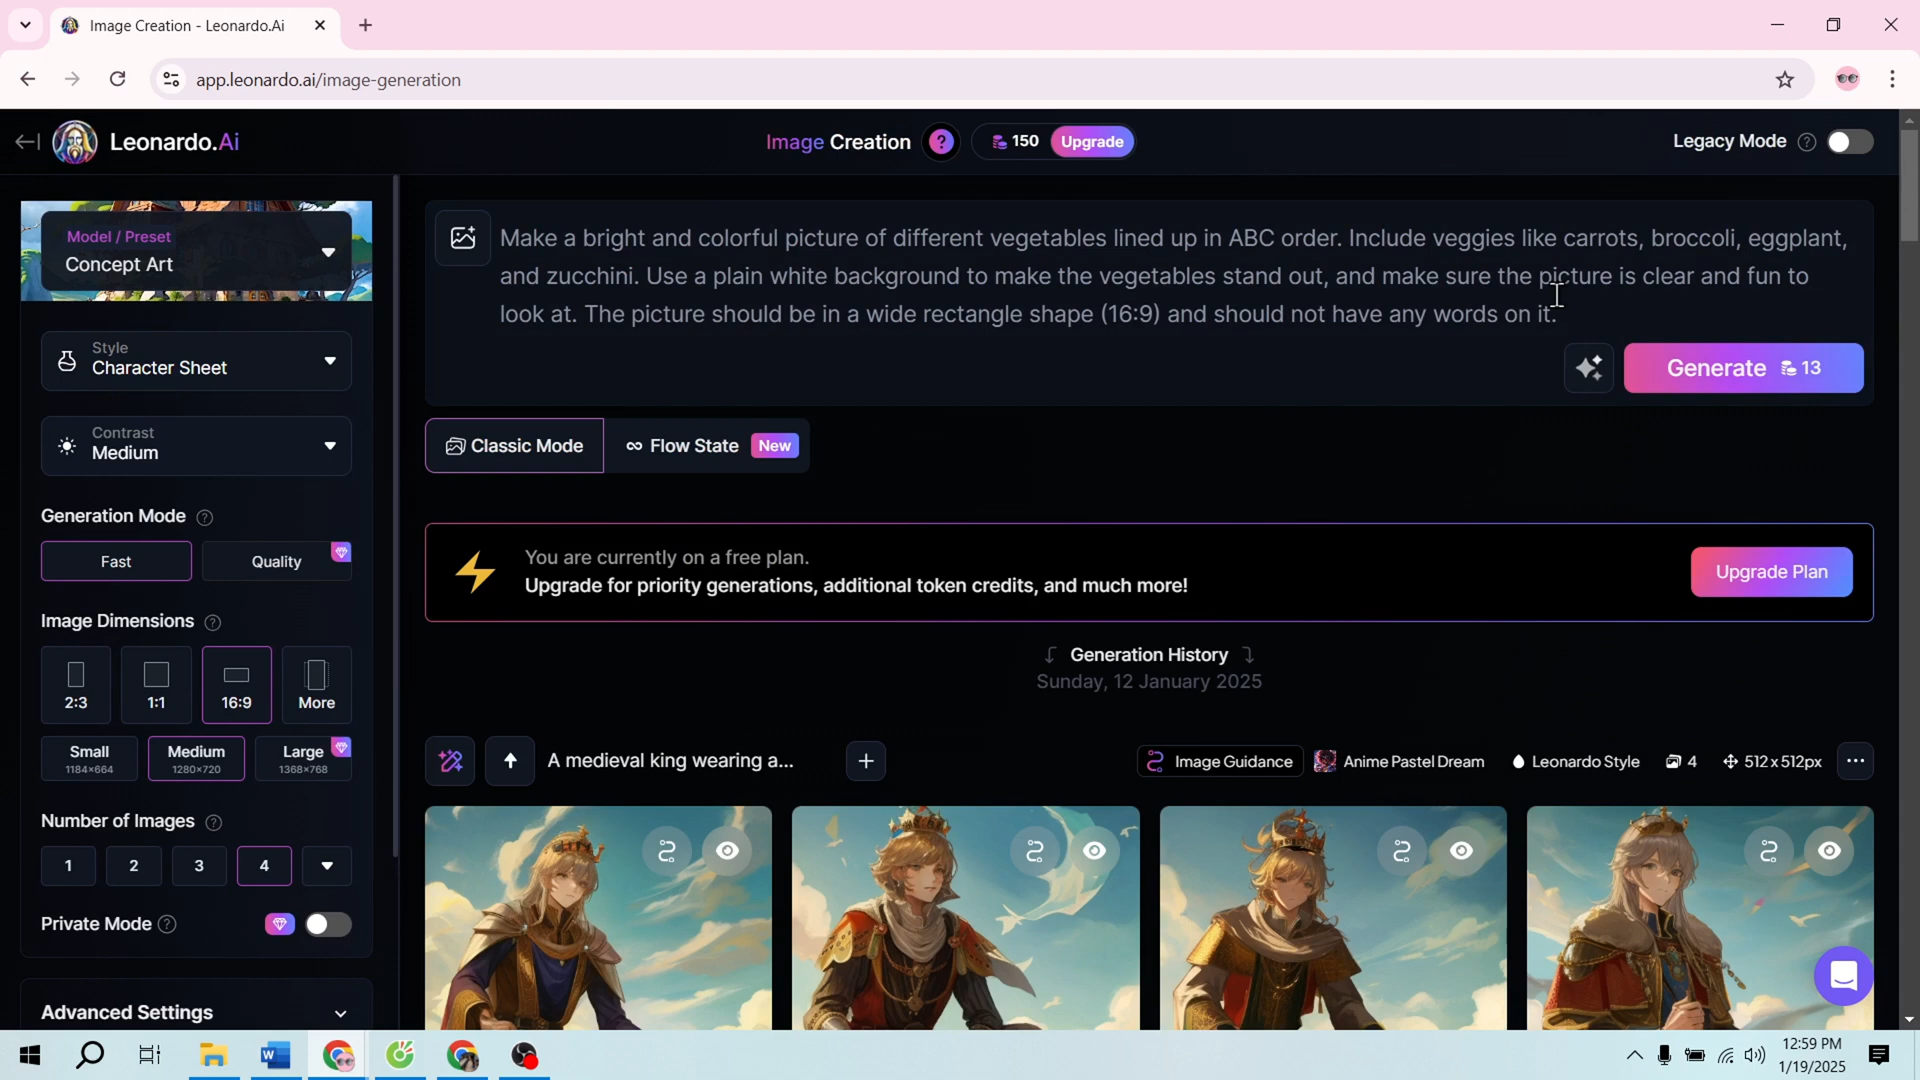 Image Creation - Leonardo.Ai
app.leonardo.ai/image-generation
Leonardo.Ai
Image Creation ? 150 Upgrade
Legacy Mode ?
Model / Preset
Concept Art
Style
Character Sheet
Contrast
Medium
Generation Mode ?
Fast Quality
Image Dimensions ?
2:3 1:1 16:9 More
Small Medium Large
1184×664 1280×720 1368×768
Number of Images ?
1 2 3 4
Private Mode ?
Advanced Settings
Make a bright and colorful picture of different vegetables lined up in ABC order. Include veggies like carrots, broccoli, eggplant,
and zucchini. Use a plain white background to make the vegetables stand out, and make sure the picture is clear and fun to
look at. The picture should be in a wide rectangle shape (16:9) and should not have any words on it.
Generate 13
Classic Mode Flow State New
You are currently on a free plan.
Upgrade for priority generations, additional token credits, and much more!
Upgrade Plan
Generation History
Sunday, 12 January 2025
A medieval king wearing a... Image Guidance Anime Pastel Dream Leonardo Style 4 512 x 512px
12:59 PM
1/19/2025